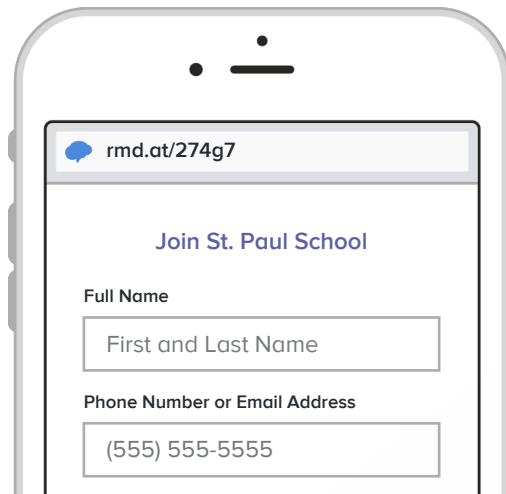 rmd.at/274g7
Join St. Paul School
Full Name
First and Last Name
Phone Number or Email Address
(555) 555-5555